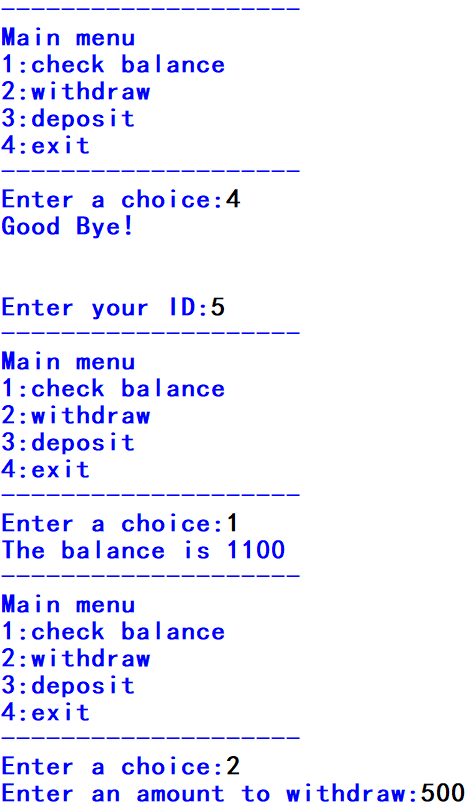 --------------------
Main menu
1:check balance
2:withdraw
3:deposit
4:exit
--------------------
Enter a choice:4
Good Bye!
Enter your ID:5
--------------------
Main menu
1:check balance
2:withdraw
3:deposit
4:exit
--------------------
Enter a choice:1
The balance is 1100
--------------------
Main menu
1:check balance
2:withdraw
3:deposit
4:exit
--------------------
Enter a choice:2
Enter an amount to withdraw:500